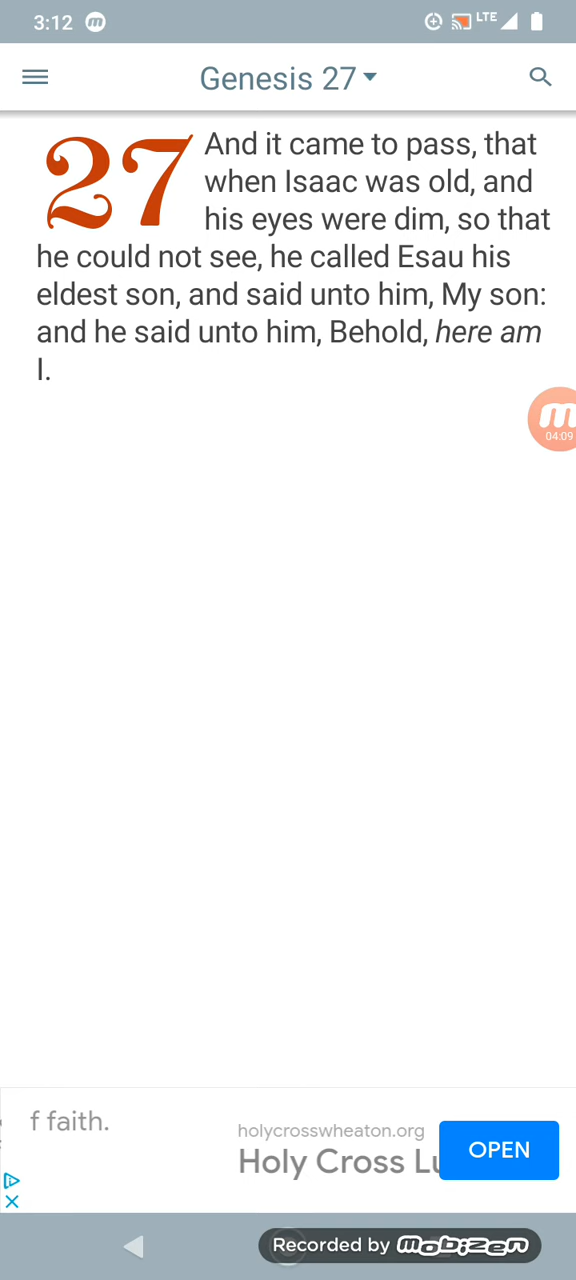 3:12
LTE
Genesis 27
27 And it came to pass, that
when Isaac was old, and
his eyes were dim, so that
he could not see, he called Esau his
eldest son, and said unto him, My son:
and he said unto him, Behold, here am
I.
m
04:09
f faith.
holycrosswheaton.org
Holy Cross Lu
OPEN
Recorded by mobizen